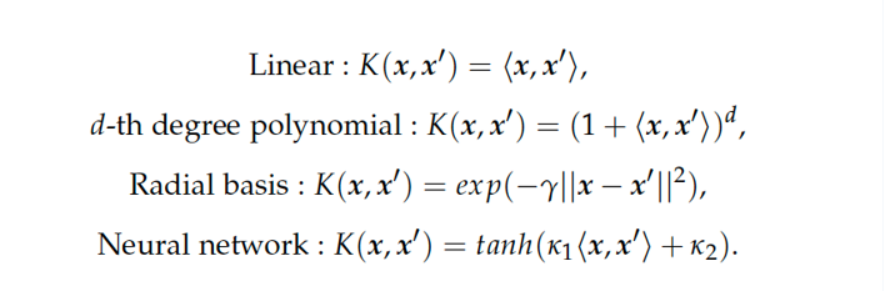 Linear : K(x, x′) = ⟨x, x′⟩,
d-th degree polynomial : K(x, x′) = (1 + ⟨x, x′⟩)ᵈ,
Radial basis : K(x, x′) = exp(−γ||x − x′||²),
Neural network : K(x, x′) = tanh(κ₁⟨x, x′⟩ + κ₂).